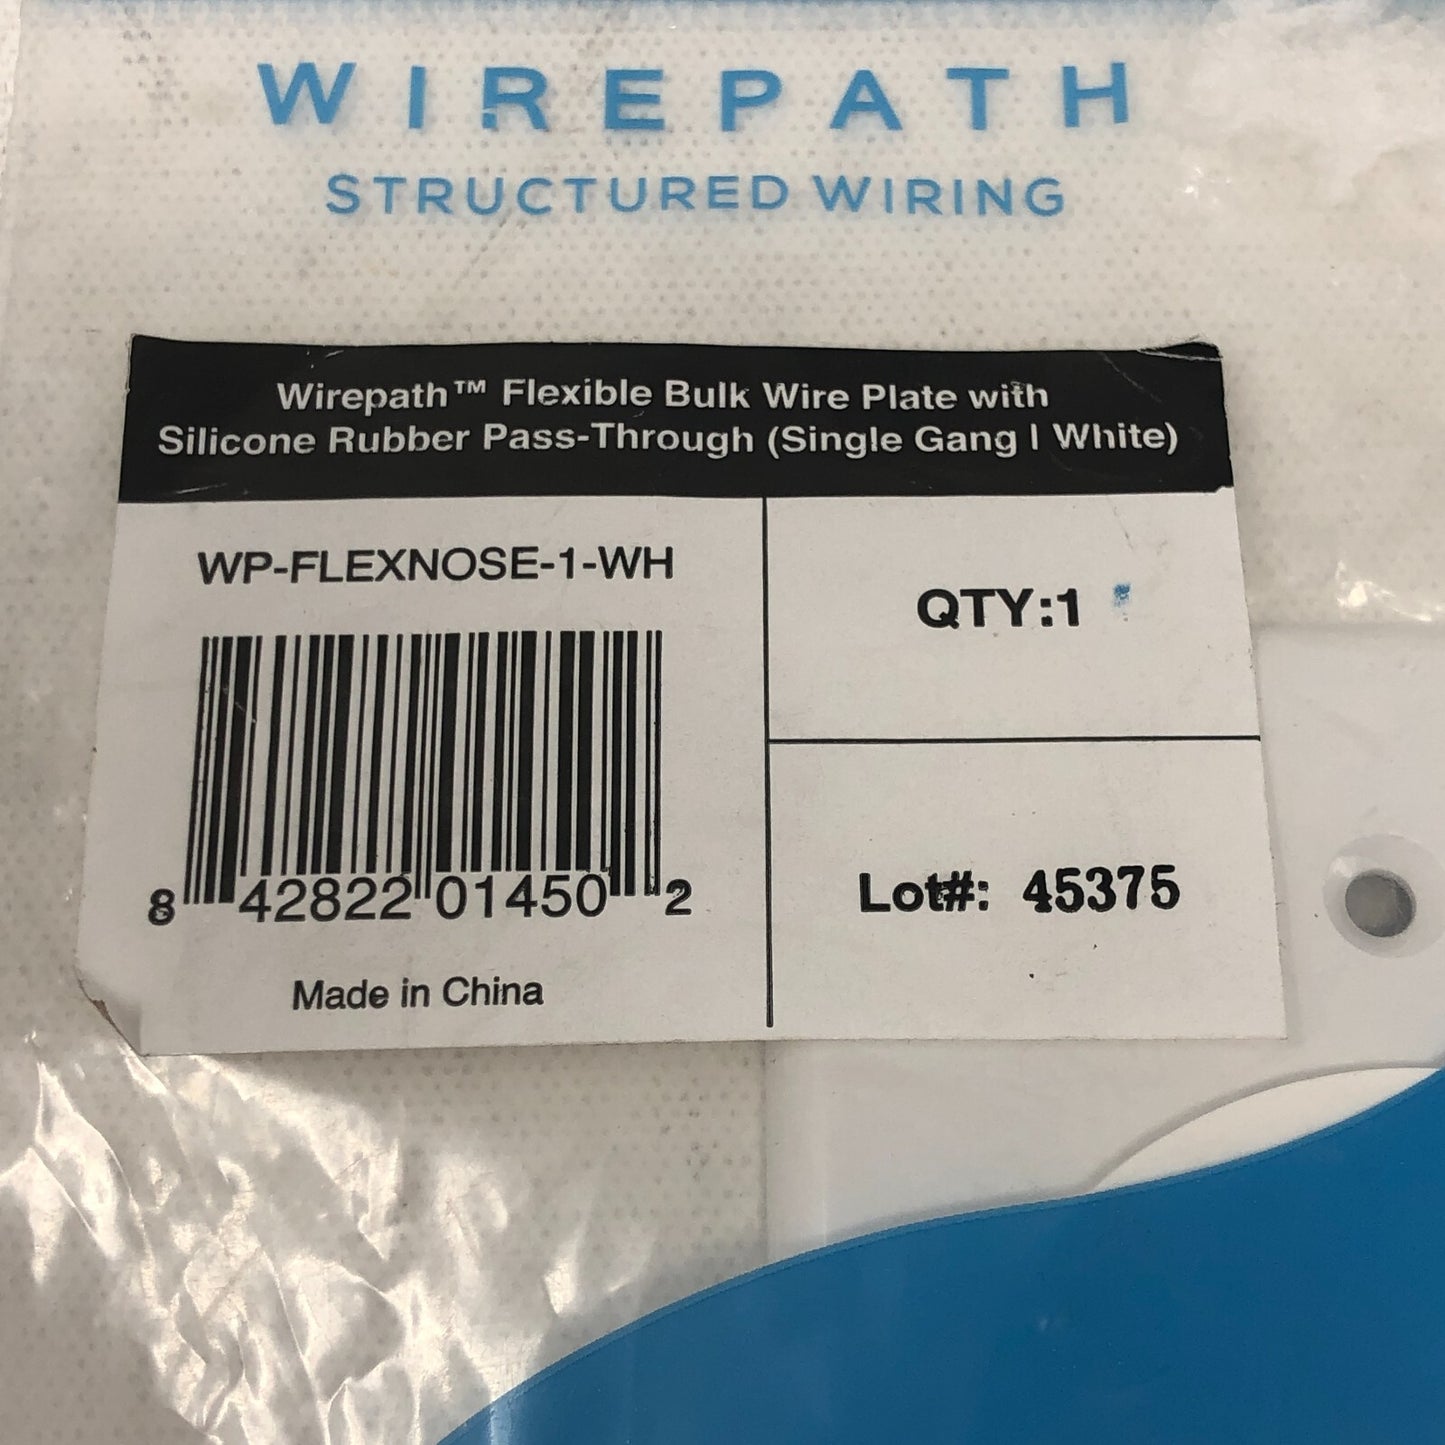 WIREPATH
STRUCTURED WIRING
Wirepath™ Flexible Bulk Wire Plate with
Silicone Rubber Pass-Through (Single Gang | White)
WP-FLEXNOSE-1-WH
8 42822 01450 2
Made in China
QTY:1
Lot#: 45375